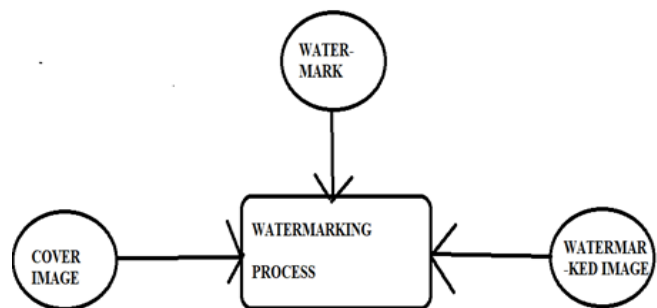 WATER-
MARK
COVER
IMAGE
WATERMARKING
PROCESS
WATERMAR
-KED IMAGE